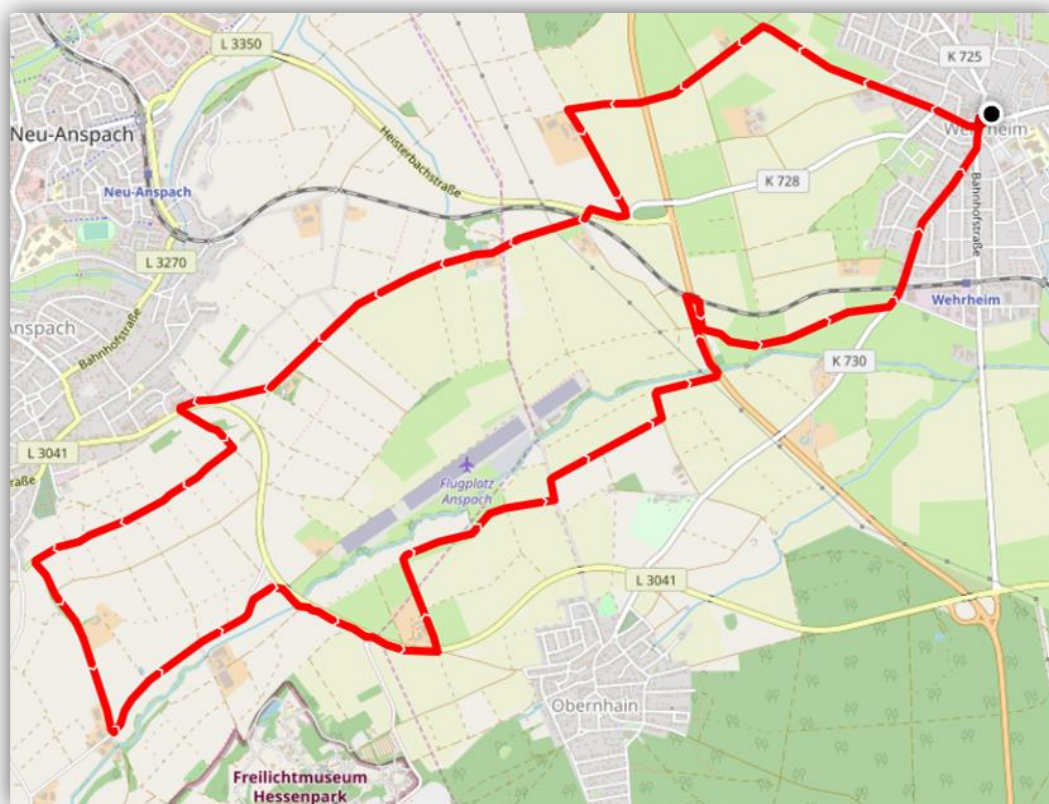 L 3350
K 725
Neu-Anspach
Wehrheim
Heisterbachstraße
K 728
Neu-Anspach
Bahnhofstraße
L 3270
Wehrheim
Anspach
Bahnhofstraße
K 730
L 3041
Flugplatz
Anspach
L 3041
Obernhain
Freilichtmuseum
Hessenpark